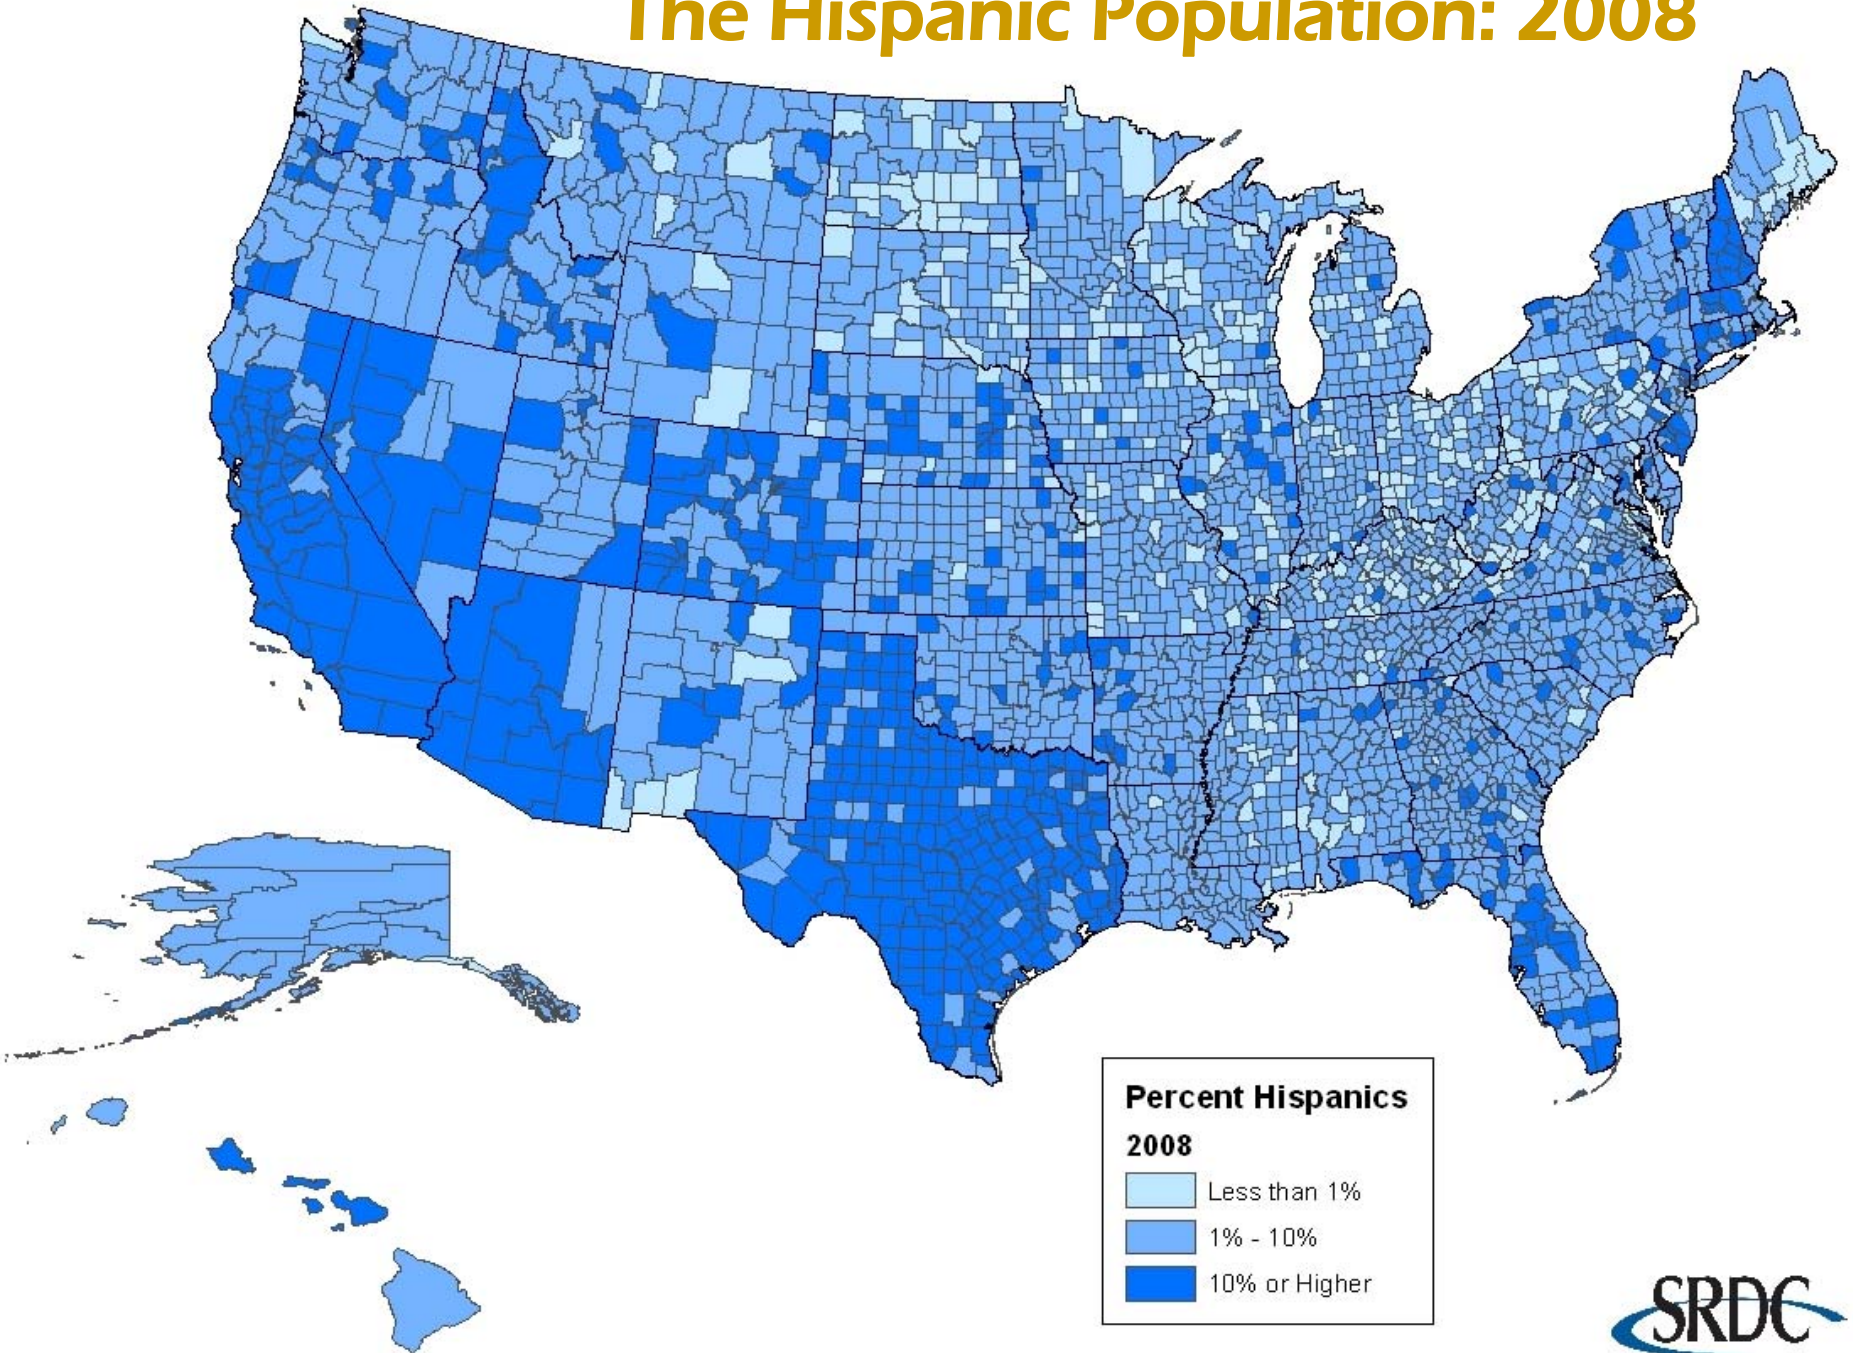 The Hispanic Population: 2008
Percent Hispanics
2008
Less than 1%
1% - 10%
10% or Higher
SRDC